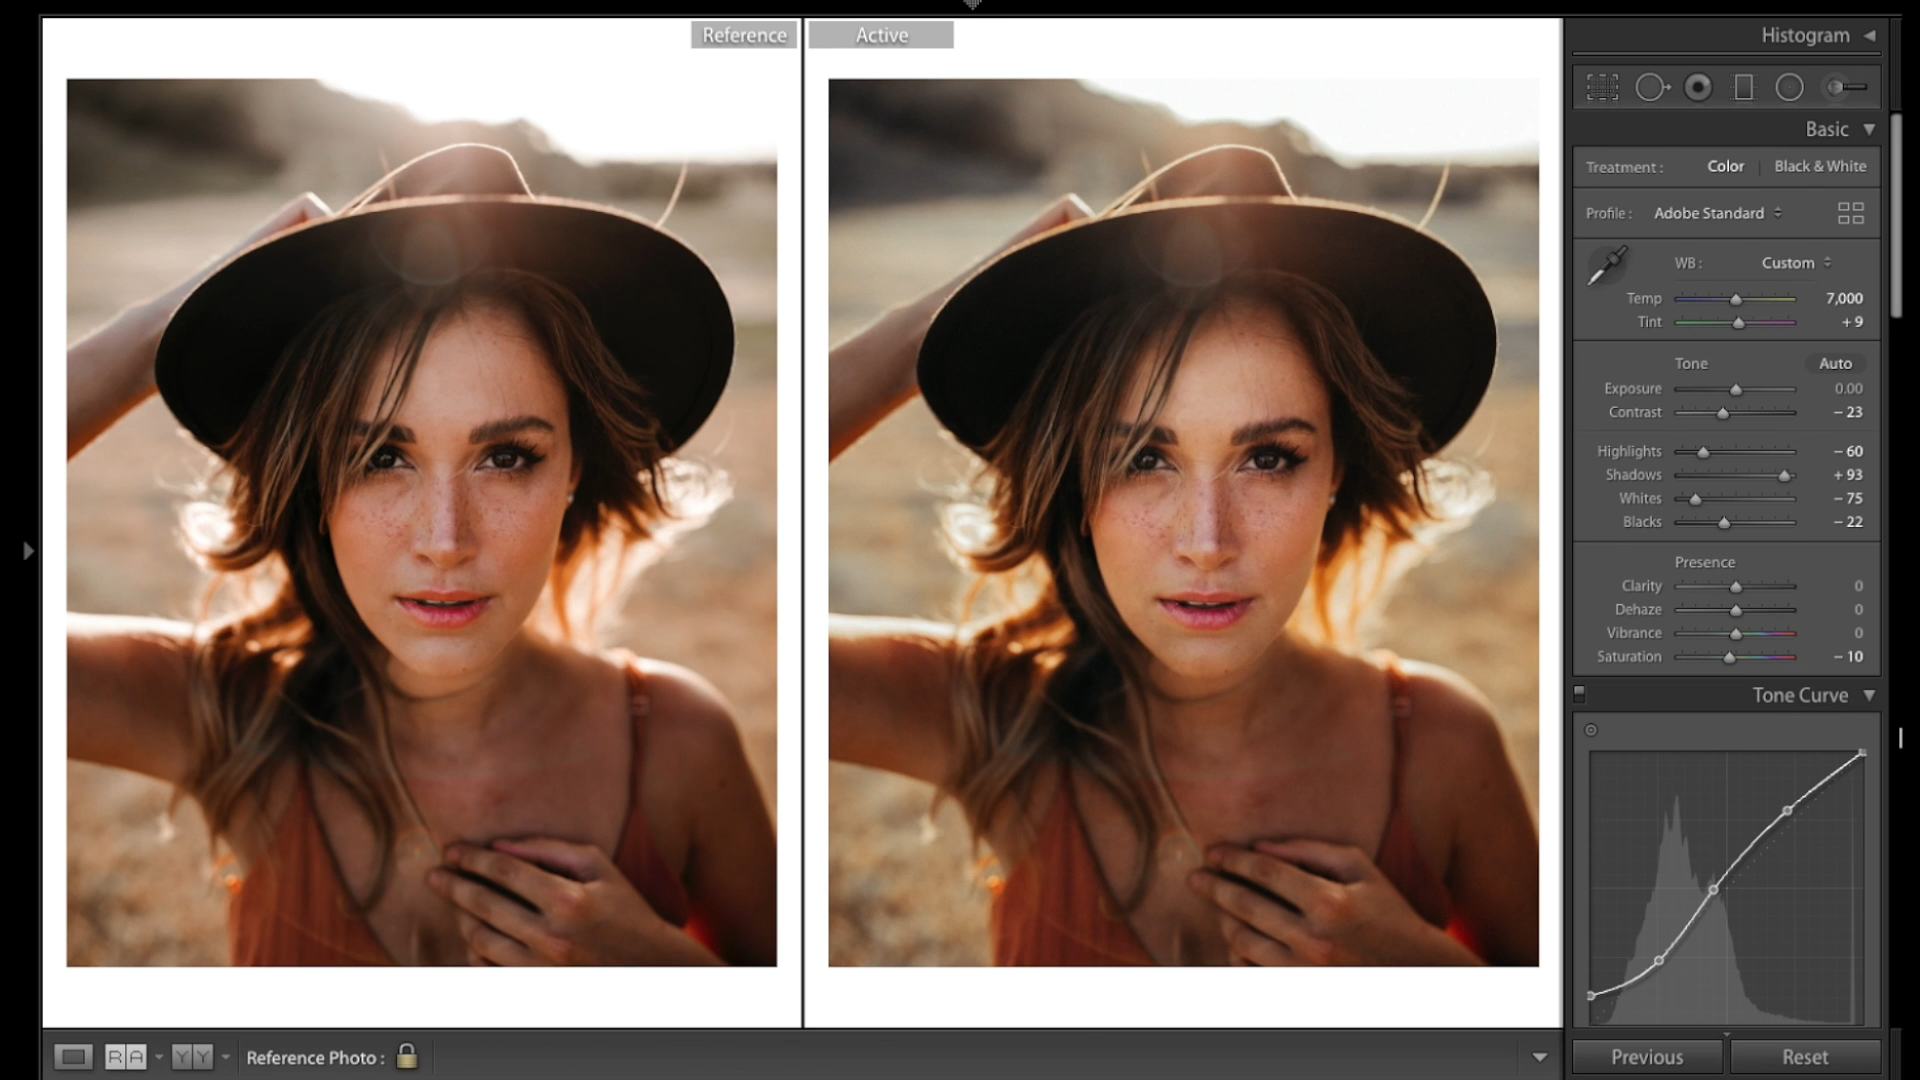 Reference
Active
Histogram
Basic
Treatment : Color | Black & White
Profile : Adobe Standard
WB : Custom
Temp 7,000
Tint + 9
Tone Auto
Exposure 0.00
Contrast – 23
Highlights – 60
Shadows + 93
Whites – 75
Blacks – 22
Presence
Clarity 0
Dehaze 0
Vibrance 0
Saturation – 10
Tone Curve
R A
Y Y
Reference Photo :
Previous
Reset